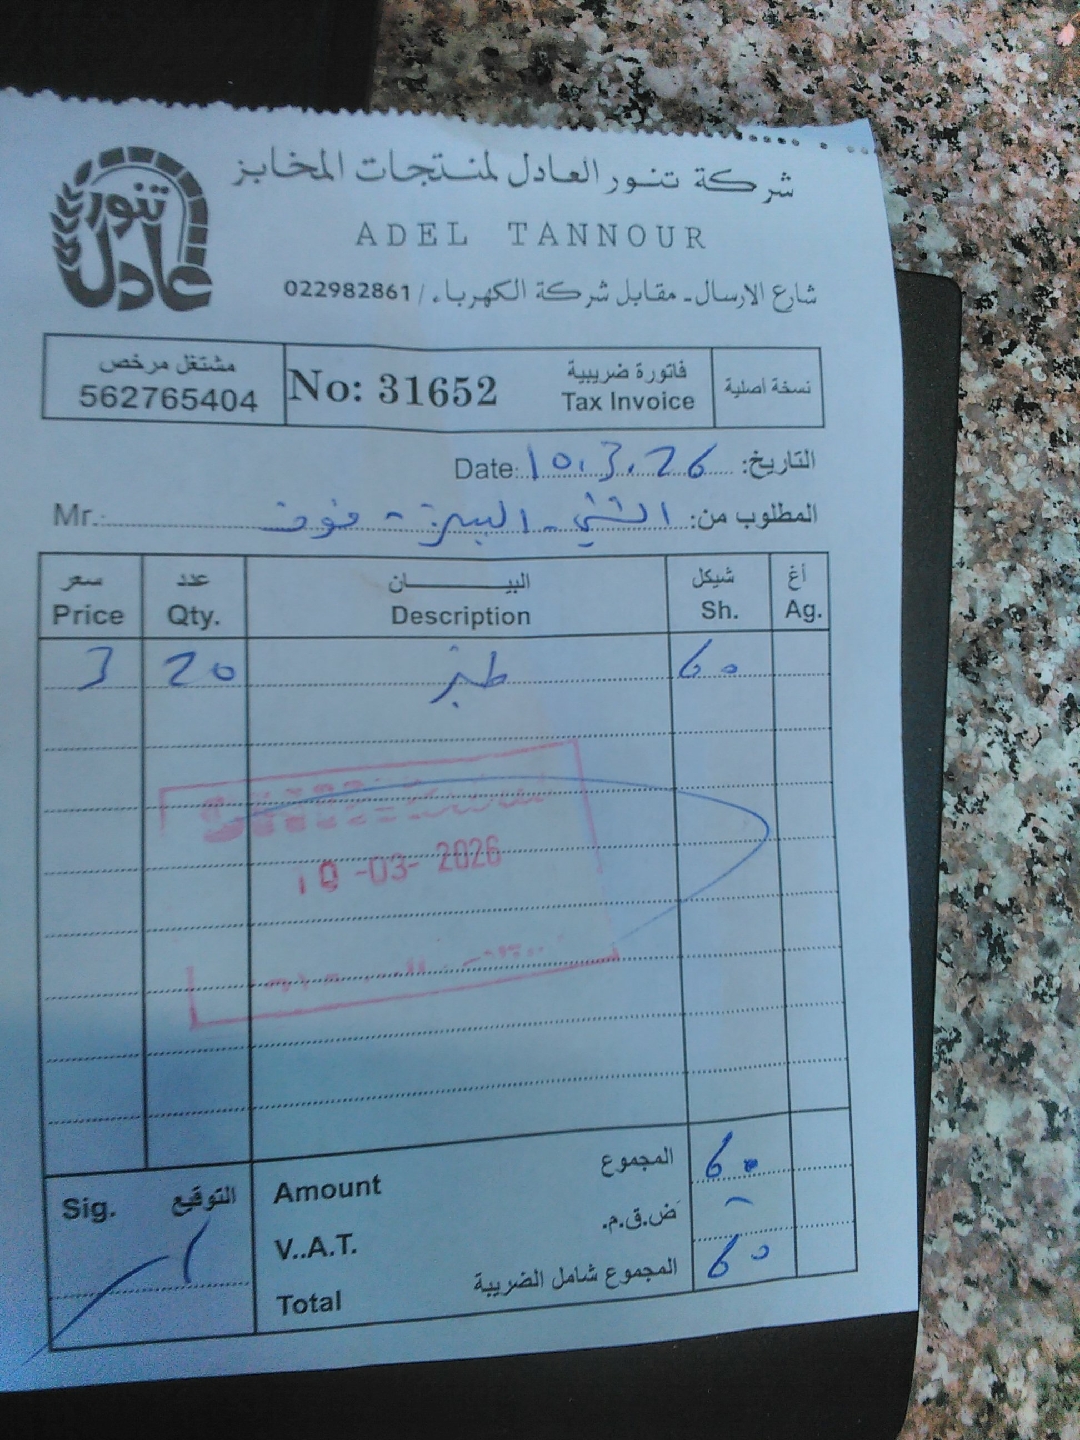 شركة تنور العادل لمنتجات المخابز
تنور عادل
ADEL TANNOUR
شارع الارسال - مقابل شركة الكهرباء / 022982861
نسخة أصلية
فاتورة ضريبية
Tax Invoice
No: 31652
مشتغل مرخص
562765404
التاريخ: 10.3.26 Date:
المطلوب من: - البيرة - Mr.
أغ شيكل البيـــــــان عدد سعر
Ag. Sh. Description Qty. Price
60 20 3
10 -03- 2026
المجموع Amount 60
ض.ق.م. V..A.T. -
المجموع شامل الضريبة Total 60
التوقيع Sig.